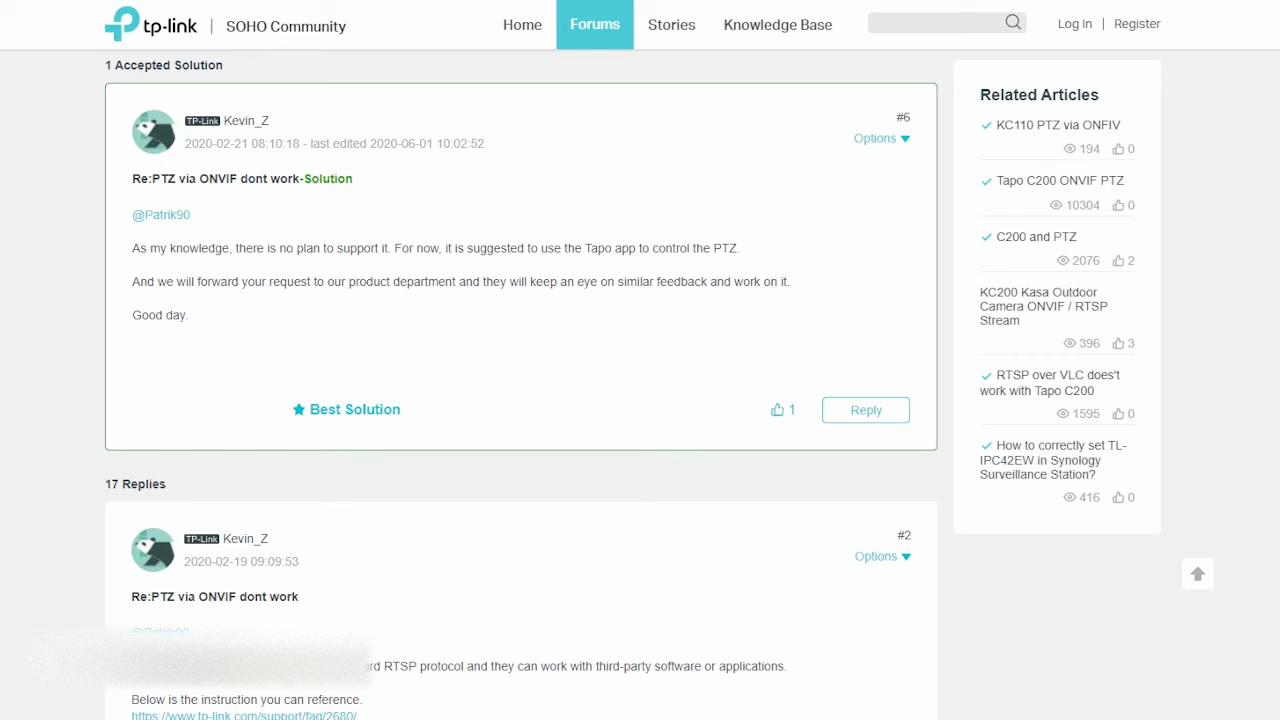 tp-link | SOHO Community
Home
Forums
Stories
Knowledge Base
Log In | Register
1 Accepted Solution
TP-Link Kevin_Z
#6
2020-02-21 08:10:18 - last edited 2020-06-01 10:02:52
Options
Re:PTZ via ONVIF dont work-Solution
@Patrik90
As my knowledge, there is no plan to support it. For now, it is suggested to use the Tapo app to control the PTZ.
And we will forward your request to our product department and they will keep an eye on similar feedback and work on it.
Good day.
Best Solution
1
Reply
17 Replies
TP-Link Kevin_Z
#2
2020-02-19 09:09:53
Options
Re:PTZ via ONVIF dont work
@Patrik90
RTSP protocol and they can work with third-party software or applications.
Below is the instruction you can reference.
https://www.tp-link.com/support/faq/2680/
Related Articles
KC110 PTZ via ONFIV
194 0
Tapo C200 ONVIF PTZ
10304 0
C200 and PTZ
2076 2
KC200 Kasa Outdoor
Camera ONVIF / RTSP
Stream
396 3
RTSP over VLC does't
work with Tapo C200
1595 0
How to correctly set TL-
IPC42EW in Synology
Surveillance Station?
416 0